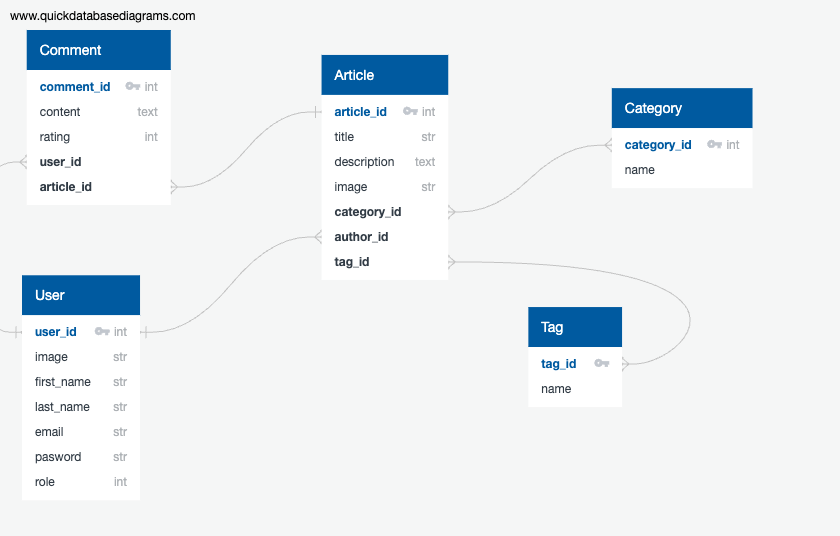 www.quickdatabasediagrams.com
Comment
comment_id int
content text
rating int
user_id
article_id
Article
article_id int
title str
description text
image str
category_id
author_id
tag_id
Category
category_id int
name
User
user_id int
image str
first_name str
last_name str
email str
pasword str
role int
Tag
tag_id
name